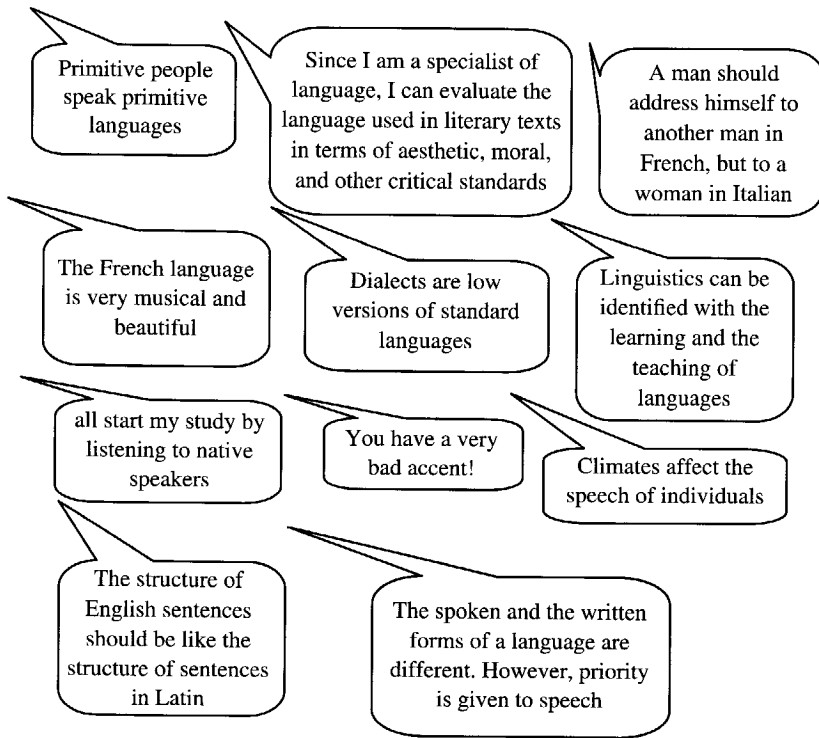 Primitive people
speak primitive
languages
Since I am a specialist of
language, I can evaluate the
language used in literary texts
in terms of aesthetic, moral,
and other critical standards
A man should
address himself to
another man in
French, but to a
woman in Italian
The French language
is very musical and
beautiful
Dialects are low
versions of standard
languages
Linguistics can be
identified with the
learning and the
teaching of
languages
all start my study by
listening to native
speakers
You have a very
bad accent!
Climates affect the
speech of individuals
The structure of
English sentences
should be like the
structure of sentences
in Latin
The spoken and the written
forms of a language are
different. However, priority
is given to speech